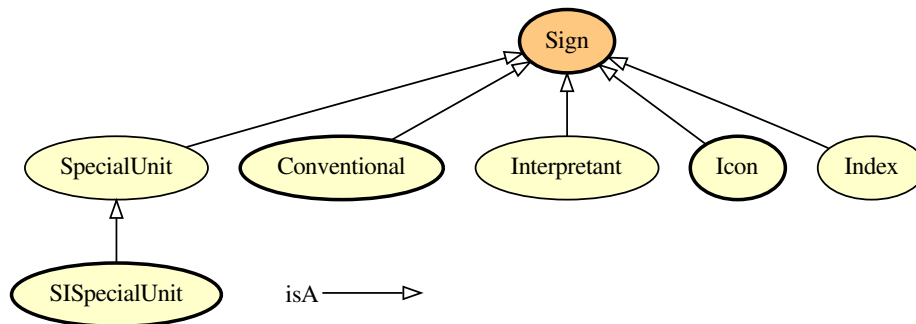 Sign
SpecialUnit
Conventional
Interpretant
Icon
Index
SISpecialUnit
isA